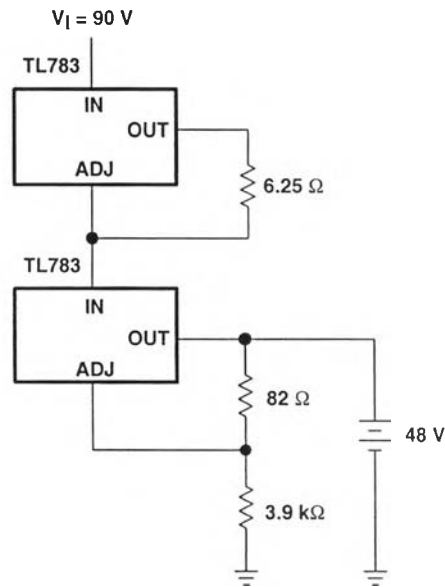 V_I = 90 V
TL783
IN
OUT
ADJ
6.25 Ω
TL783
IN
OUT
ADJ
82 Ω
48 V
3.9 kΩ